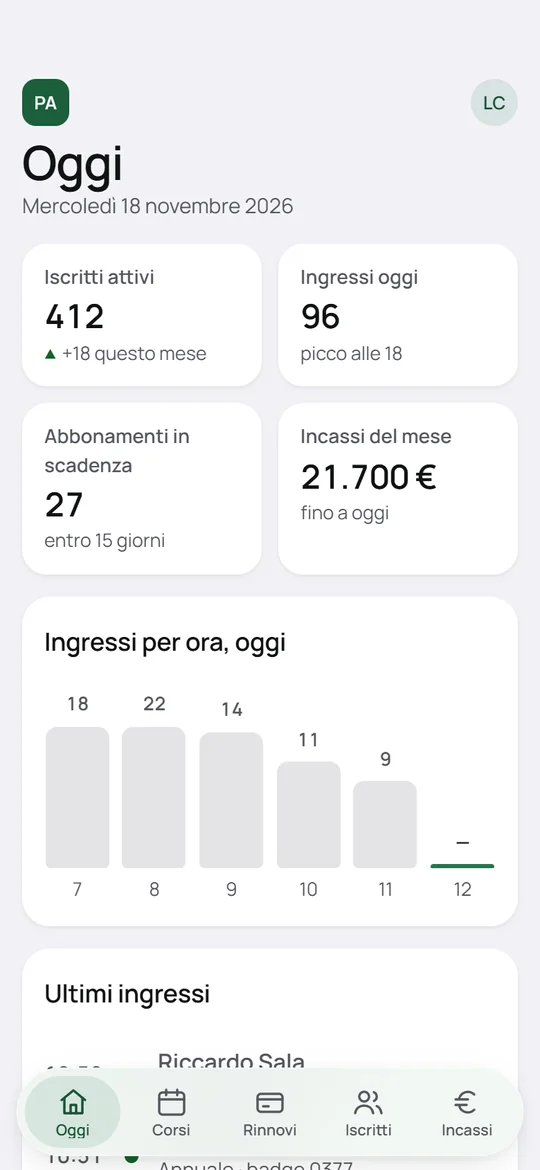 PA
LC
Oggi
Mercoledì 18 novembre 2026
Iscritti attivi
412
▲ +18 questo mese
Ingressi oggi
96
picco alle 18
Abbonamenti in
scadenza
27
entro 15 giorni
Incassi del mese
21.700 €
fino a oggi
Ingressi per ora, oggi
18 22 14 11 9 –
7 8 9 10 11 12
Ultimi ingressi
Riccardo Sala
Annuale · badge 0377
Oggi Corsi Rinnovi Iscritti Incassi